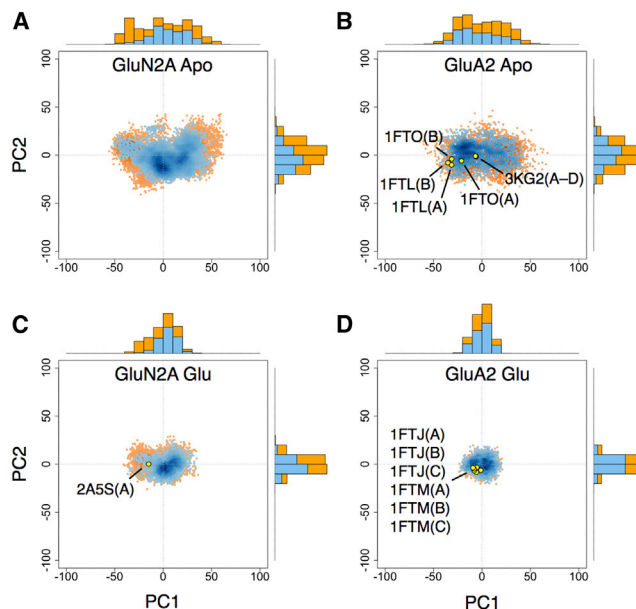 A
GluN2A Apo
PC2
100
50
0
-50
-100
-100
-50
0
50
100
B
GluA2 Apo
1FTO(B)
1FTL(B)
1FTL(A)
1FTO(A)
3KG2(A–D)
100
50
0
-50
-100
-100
-50
0
50
100
C
GluN2A Glu
2A5S(A)
PC2
100
50
0
-50
-100
-100
-50
0
50
100
PC1
D
GluA2 Glu
1FTJ(A)
1FTJ(B)
1FTJ(C)
1FTM(A)
1FTM(B)
1FTM(C)
100
50
0
-50
-100
-100
-50
0
50
100
PC1